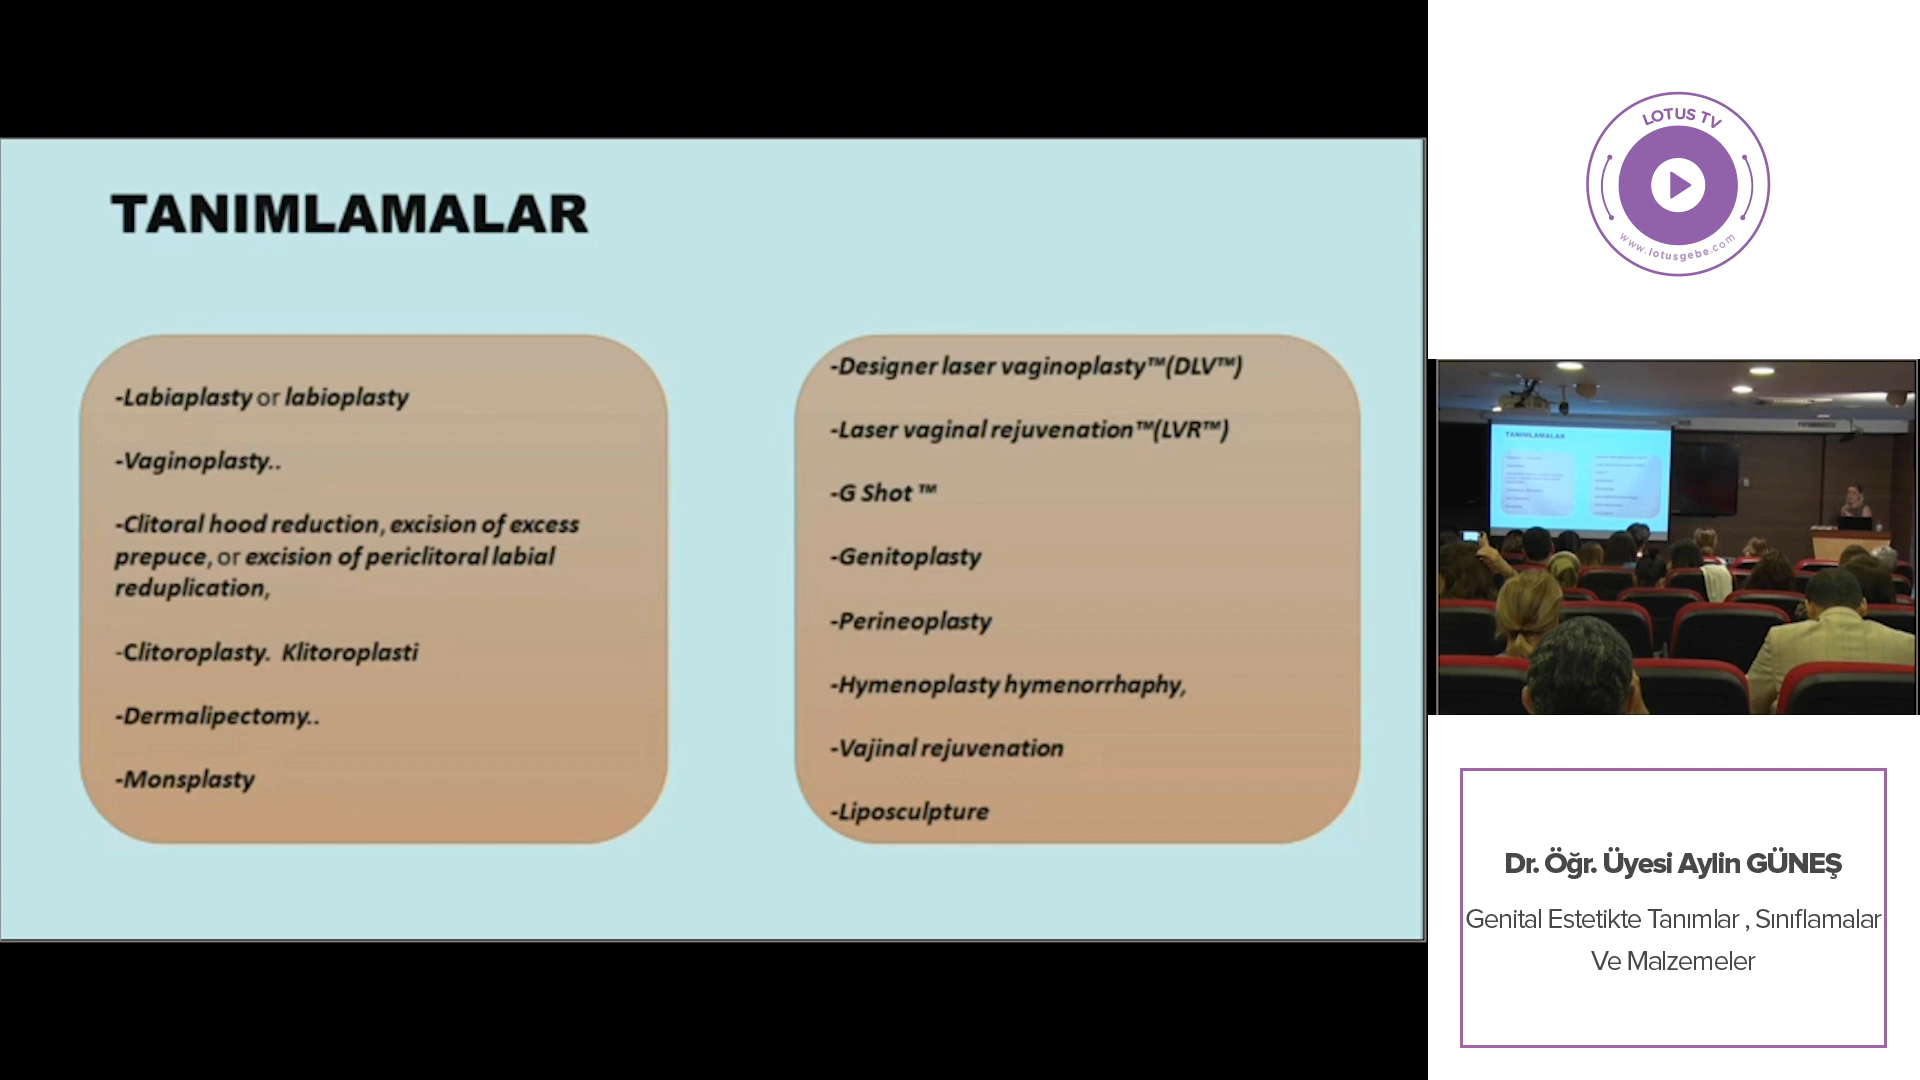 TANIMLAMALAR
-Labiaplasty or labioplasty
-Vaginoplasty..
-Clitoral hood reduction, excision of excess
prepuce, or excision of periclitoral labial
reduplication,
-Clitoroplasty. Klitoroplasti
-Dermalipectomy..
-Monsplasty
-Designer laser vaginoplasty™(DLV™)
-Laser vaginal rejuvenation™(LVR™)
-G Shot ™
-Genitoplasty
-Perineoplasty
-Hymenoplasty hymenorrhaphy,
-Vajinal rejuvenation
-Liposculpture
LOTUS TV
www.lotusgebe.com
TANIMLAMALAR
Dr. Öğr. Üyesi Aylin GÜNEŞ
Genital Estetikte Tanımlar , Sınıflamalar
Ve Malzemeler